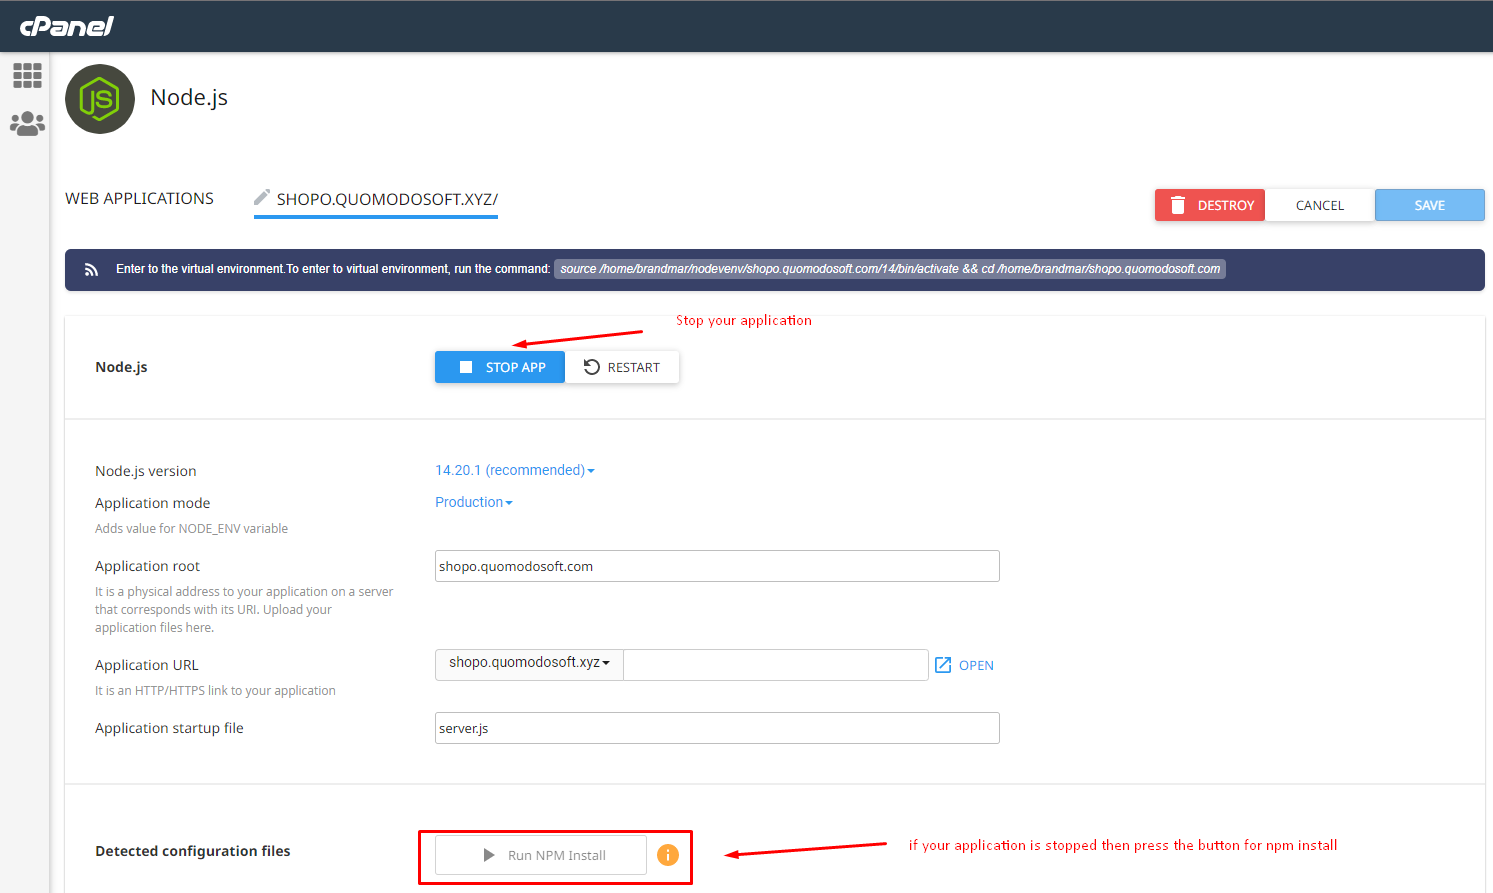 cPanel
JS
Node.js
WEB APPLICATIONS
SHOPO.QUOMODOSOFT.XYZ/
DESTROY
CANCEL
SAVE
Enter to the virtual environment.To enter to virtual environment, run the command: source /home/brandmar/nodevenv/shopo.quomodosoft.com/14/bin/activate && cd /home/brandmar/shopo.quomodosoft.com
Stop your application
Node.js
STOP APP
RESTART
Node.js version
14.20.1 (recommended)
Application mode
Production
Adds value for NODE_ENV variable
Application root
shopo.quomodosoft.com
It is a physical address to your application on a server
that corresponds with its URI. Upload your
application files here.
Application URL
shopo.quomodosoft.xyz
OPEN
It is an HTTP/HTTPS link to your application
Application startup file
server.js
Detected configuration files
Run NPM Install
i
if your application is stopped then press the button for npm install